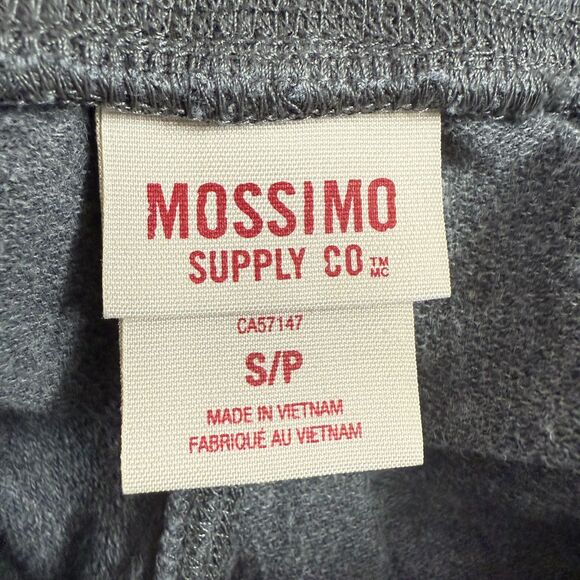 MOSSIMO
SUPPLY CO TM MC
CA57147
S/P
MADE IN VIETNAM
FABRIQUÉ AU VIETNAM